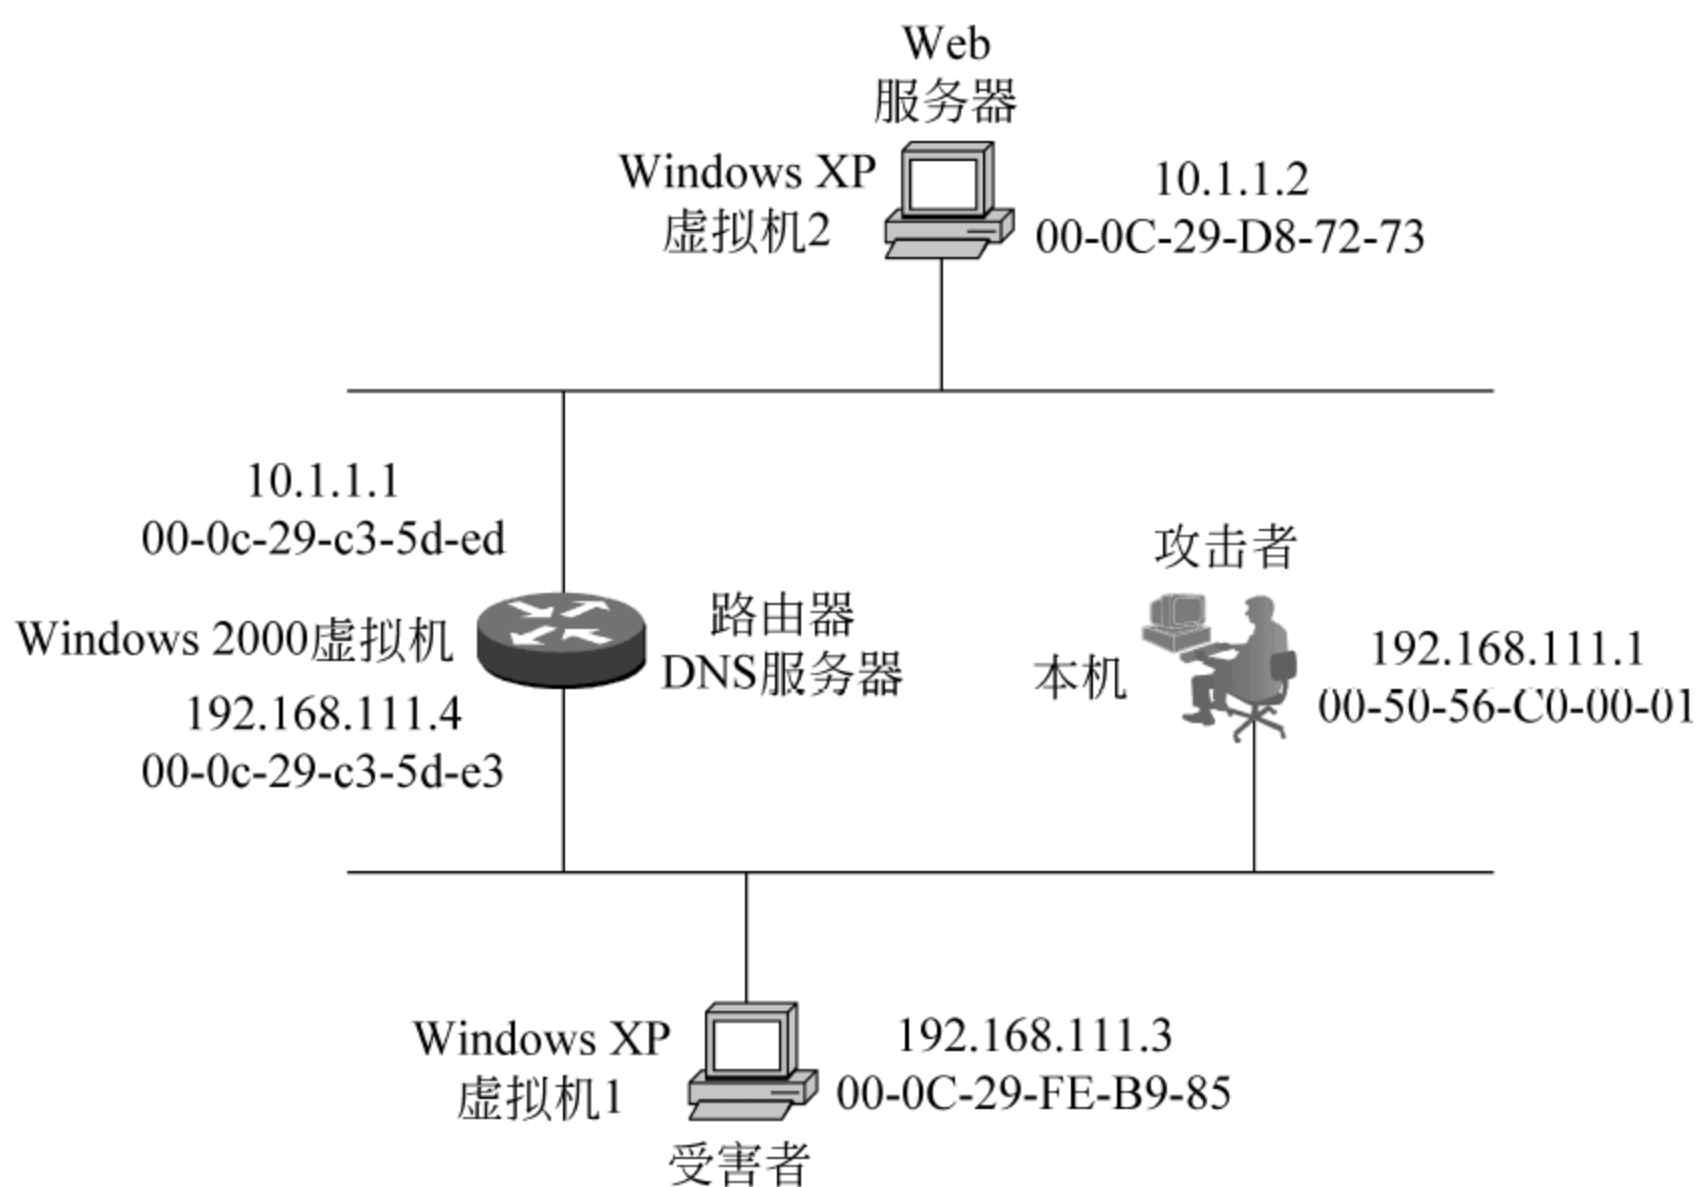 Web
服务器
Windows XP
虚拟机2
10.1.1.2
00-0C-29-D8-72-73
10.1.1.1
00-0c-29-c3-5d-ed
Windows 2000虚拟机
192.168.111.4
00-0c-29-c3-5d-e3
路由器
DNS服务器
攻击者
本机
192.168.111.1
00-50-56-C0-00-01
Windows XP
虚拟机1
192.168.111.3
00-0C-29-FE-B9-85
受害者